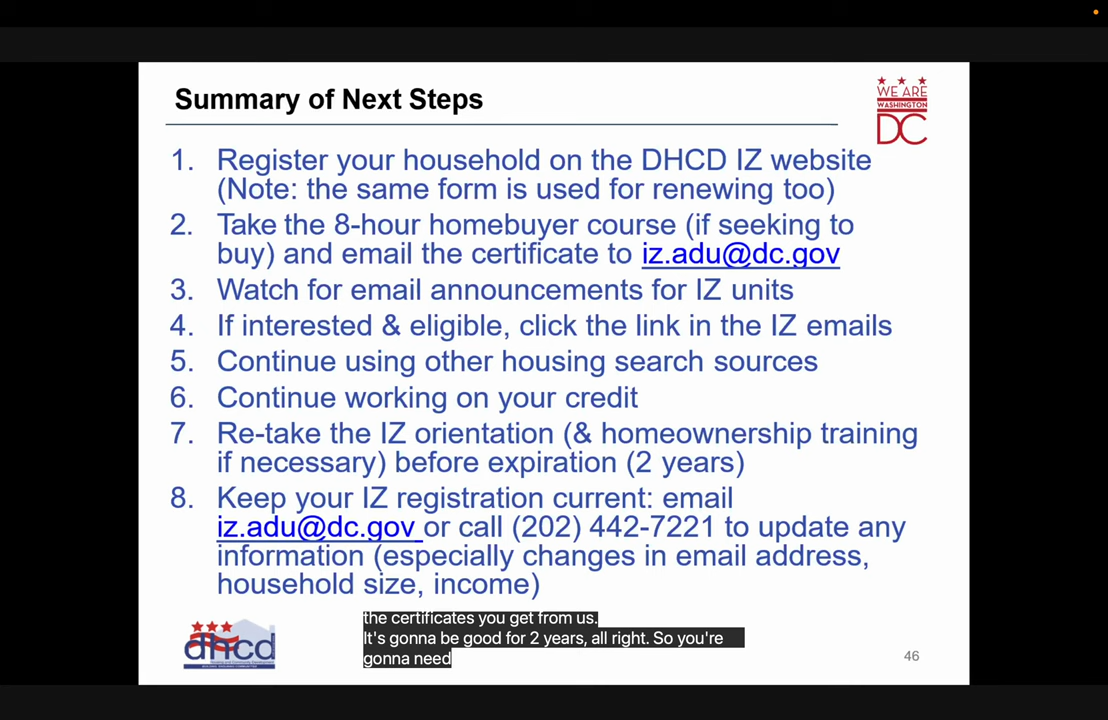 Summary of Next Steps
WE ARE
WASHINGTON
DC
1. Register your household on the DHCD IZ website
(Note: the same form is used for renewing too)
2. Take the 8-hour homebuyer course (if seeking to
buy) and email the certificate to iz.adu@dc.gov
3. Watch for email announcements for IZ units
4. If interested & eligible, click the link in the IZ emails
5. Continue using other housing search sources
6. Continue working on your credit
7. Re-take the IZ orientation (& homeownership training
if necessary) before expiration (2 years)
8. Keep your IZ registration current: email
iz.adu@dc.gov or call (202) 442-7221 to update any
information (especially changes in email address,
household size, income)
the certificates you get from us.
It's gonna be good for 2 years, all right. So you're
gonna need
dhcd
46